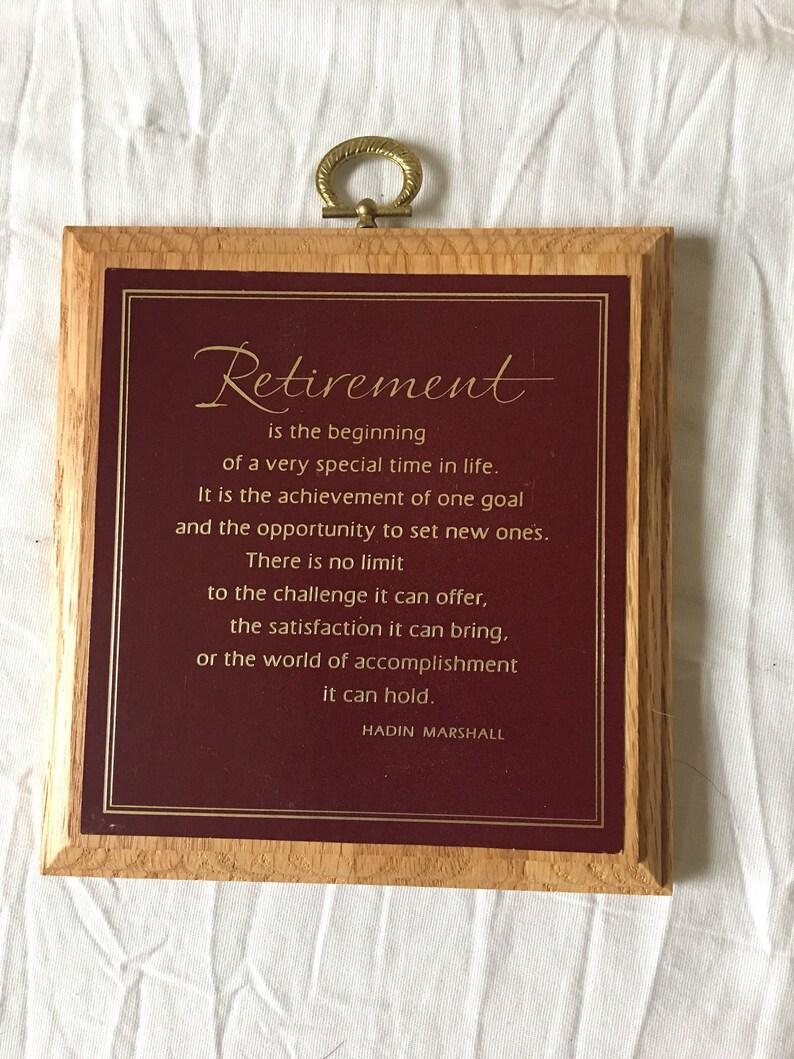 Retirement
is the beginning
of a very special time in life.
It is the achievement of one goal
and the opportunity to set new ones.
There is no limit
to the challenge it can offer,
the satisfaction it can bring,
or the world of accomplishment
it can hold.
HADIN MARSHALL